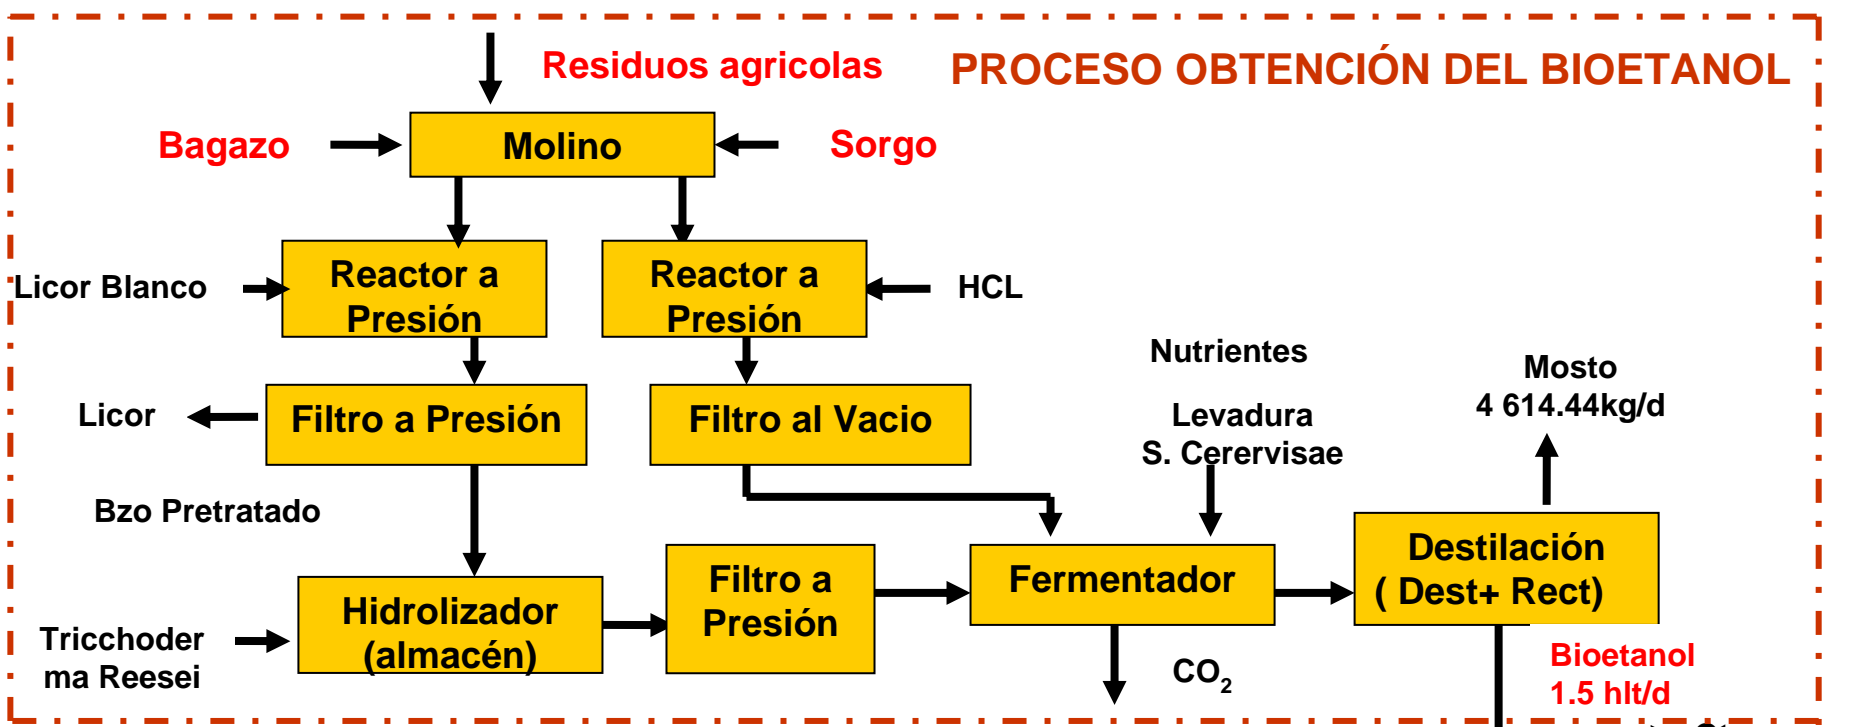 Residuos agricolas
PROCESO OBTENCIÓN DEL BIOETANOL
Bagazo
Molino
Sorgo
Licor Blanco
Reactor a
Presión
Reactor a
Presión
HCL
Nutrientes
Mosto
4 614.44kg/d
Licor
Filtro a Presión
Filtro al Vacio
Levadura
S. Cerervisae
Bzo Pretratado
Hidrolizador
(almacén)
Filtro a
Presión
Fermentador
Destilación
( Dest+ Rect)
Tricchoder
ma Reesei
CO2
Bioetanol
1.5 hlt/d